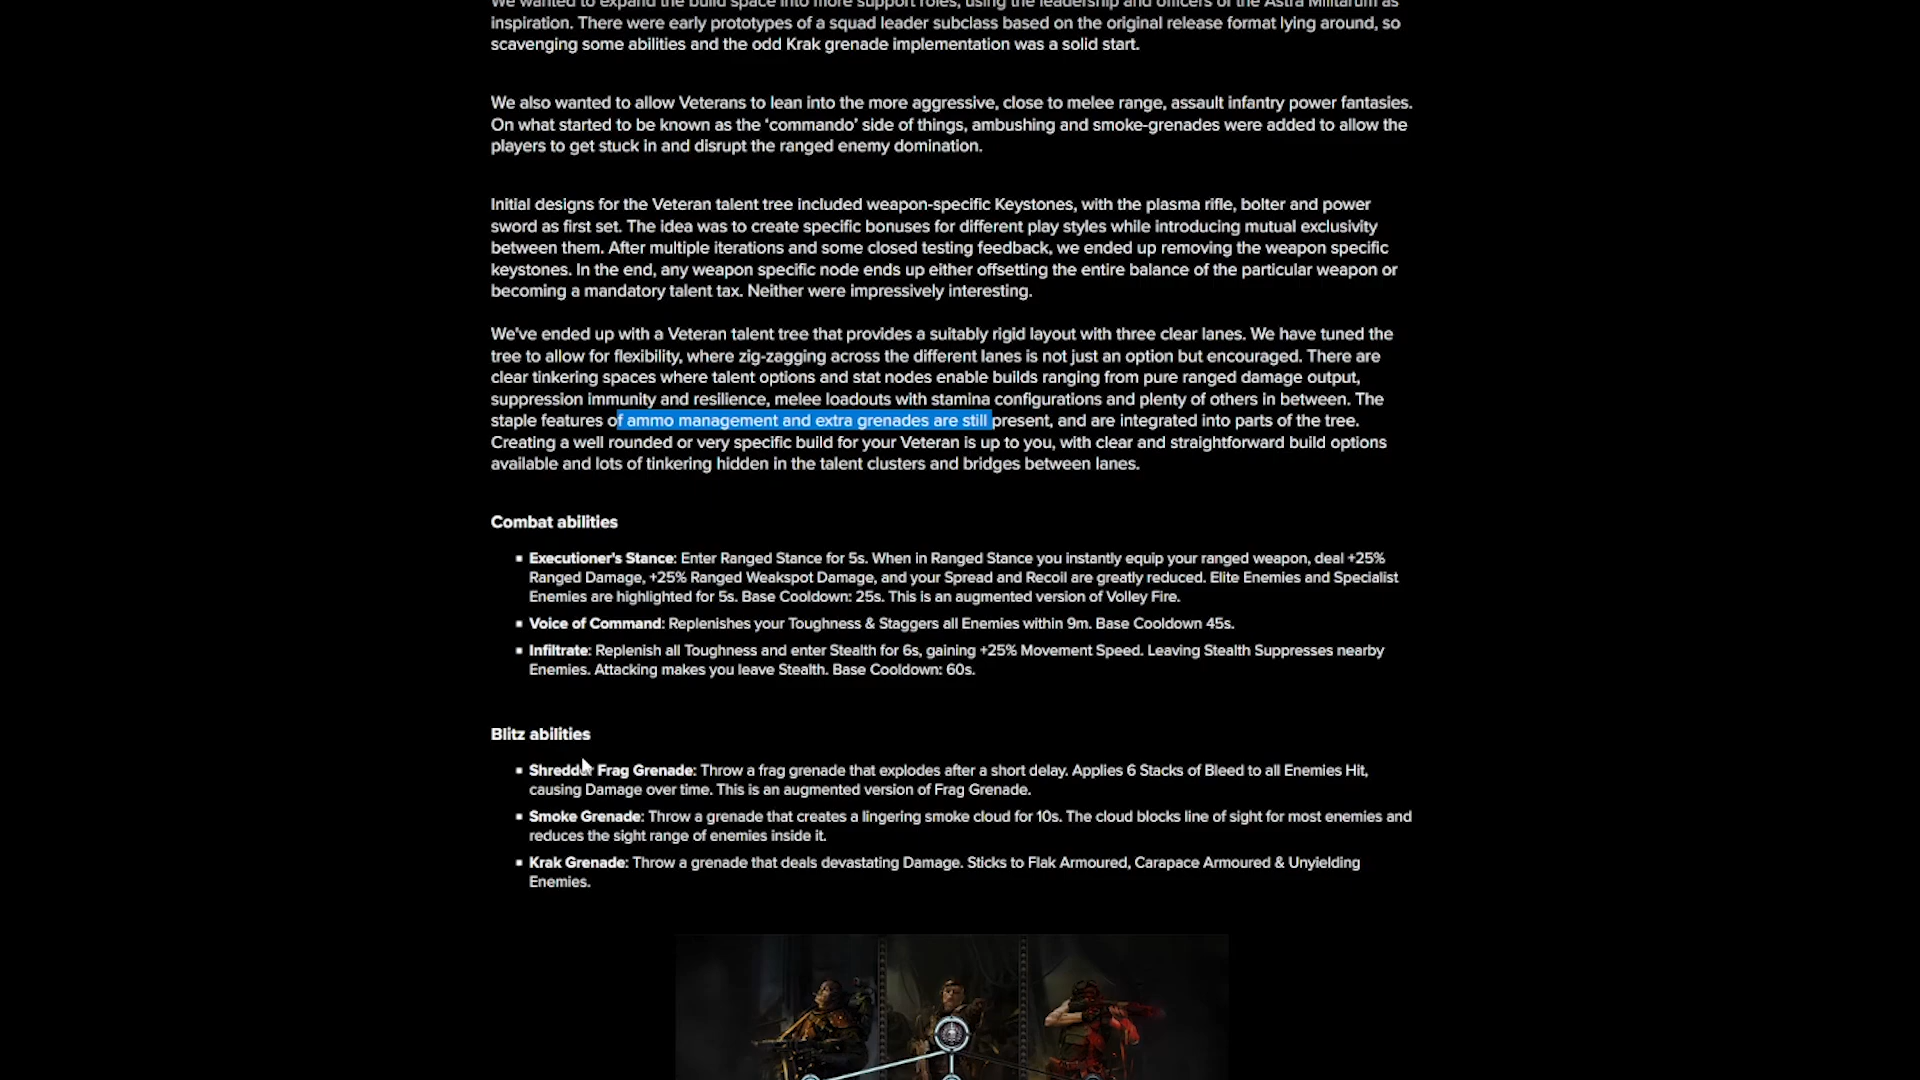 We wanted to expand the build space into more support roles, using the leadership and officers of the Astra Militarum as
inspiration. There were early prototypes of a squad leader subclass based on the original release format lying around, so
scavenging some abilities and the odd Krak grenade implementation was a solid start.
We also wanted to allow Veterans to lean into the more aggressive, close to melee range, assault infantry power fantasies.
On what started to be known as the ‘commando’ side of things, ambushing and smoke-grenades were added to allow the
players to get stuck in and disrupt the ranged enemy domination.
Initial designs for the Veteran talent tree included weapon-specific Keystones, with the plasma rifle, bolter and power
sword as first set. The idea was to create specific bonuses for different play styles while introducing mutual exclusivity
between them. After multiple iterations and some closed testing feedback, we ended up removing the weapon specific
keystones. In the end, any weapon specific node ends up either offsetting the entire balance of the particular weapon or
becoming a mandatory talent tax. Neither were impressively interesting.
We've ended up with a Veteran talent tree that provides a suitably rigid layout with three clear lanes. We have tuned the
tree to allow for flexibility, where zig-zagging across the different lanes is not just an option but encouraged. There are
clear tinkering spaces where talent options and stat nodes enable builds ranging from pure ranged damage output,
suppression immunity and resilience, melee loadouts with stamina configurations and plenty of others in between. The
staple features of ammo management and extra grenades are still present, and are integrated into parts of the tree.
Creating a well rounded or very specific build for your Veteran is up to you, with clear and straightforward build options
available and lots of tinkering hidden in the talent clusters and bridges between lanes.
Combat abilities
▪ Executioner's Stance: Enter Ranged Stance for 5s. When in Ranged Stance you instantly equip your ranged weapon, deal +25%
Ranged Damage, +25% Ranged Weakspot Damage, and your Spread and Recoil are greatly reduced. Elite Enemies and Specialist
Enemies are highlighted for 5s. Base Cooldown: 25s. This is an augmented version of Volley Fire.
▪ Voice of Command: Replenishes your Toughness & Staggers all Enemies within 9m. Base Cooldown 45s.
▪ Infiltrate: Replenish all Toughness and enter Stealth for 6s, gaining +25% Movement Speed. Leaving Stealth Suppresses nearby
Enemies. Attacking makes you leave Stealth. Base Cooldown: 60s.
Blitz abilities
▪ Shredder Frag Grenade: Throw a frag grenade that explodes after a short delay. Applies 6 Stacks of Bleed to all Enemies Hit,
causing Damage over time. This is an augmented version of Frag Grenade.
▪ Smoke Grenade: Throw a grenade that creates a lingering smoke cloud for 10s. The cloud blocks line of sight for most enemies and
reduces the sight range of enemies inside it.
▪ Krak Grenade: Throw a grenade that deals devastating Damage. Sticks to Flak Armoured, Carapace Armoured & Unyielding
Enemies.